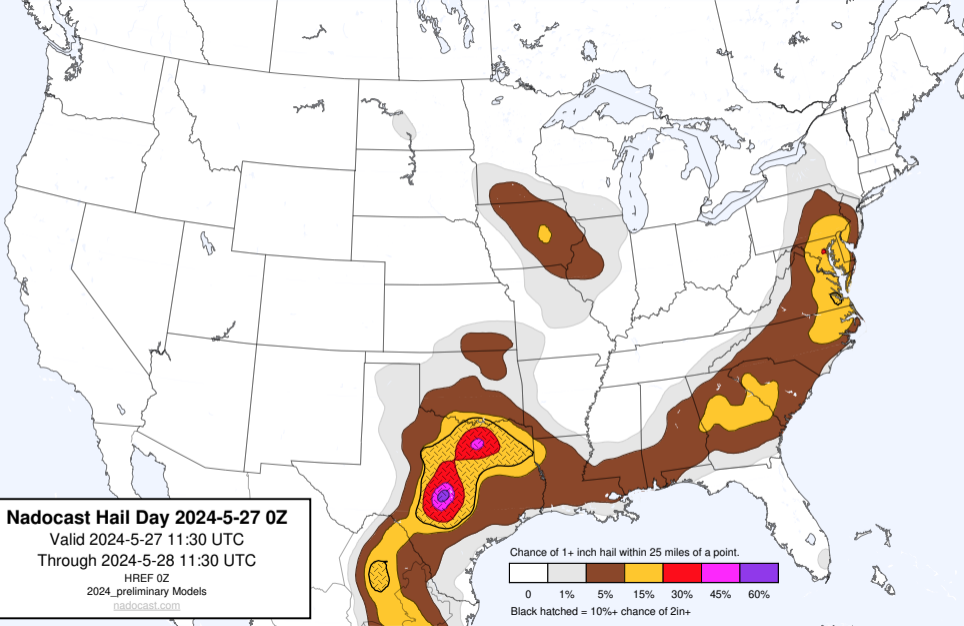 Nadocast Hail Day 2024-5-27 0Z
Valid 2024-5-27 11:30 UTC
Through 2024-5-28 11:30 UTC
HREF 0Z
2024_preliminary Models
nadocast.com
Chance of 1+ inch hail within 25 miles of a point.
0 1% 5% 15% 30% 45% 60%
Black hatched = 10%+ chance of 2in+